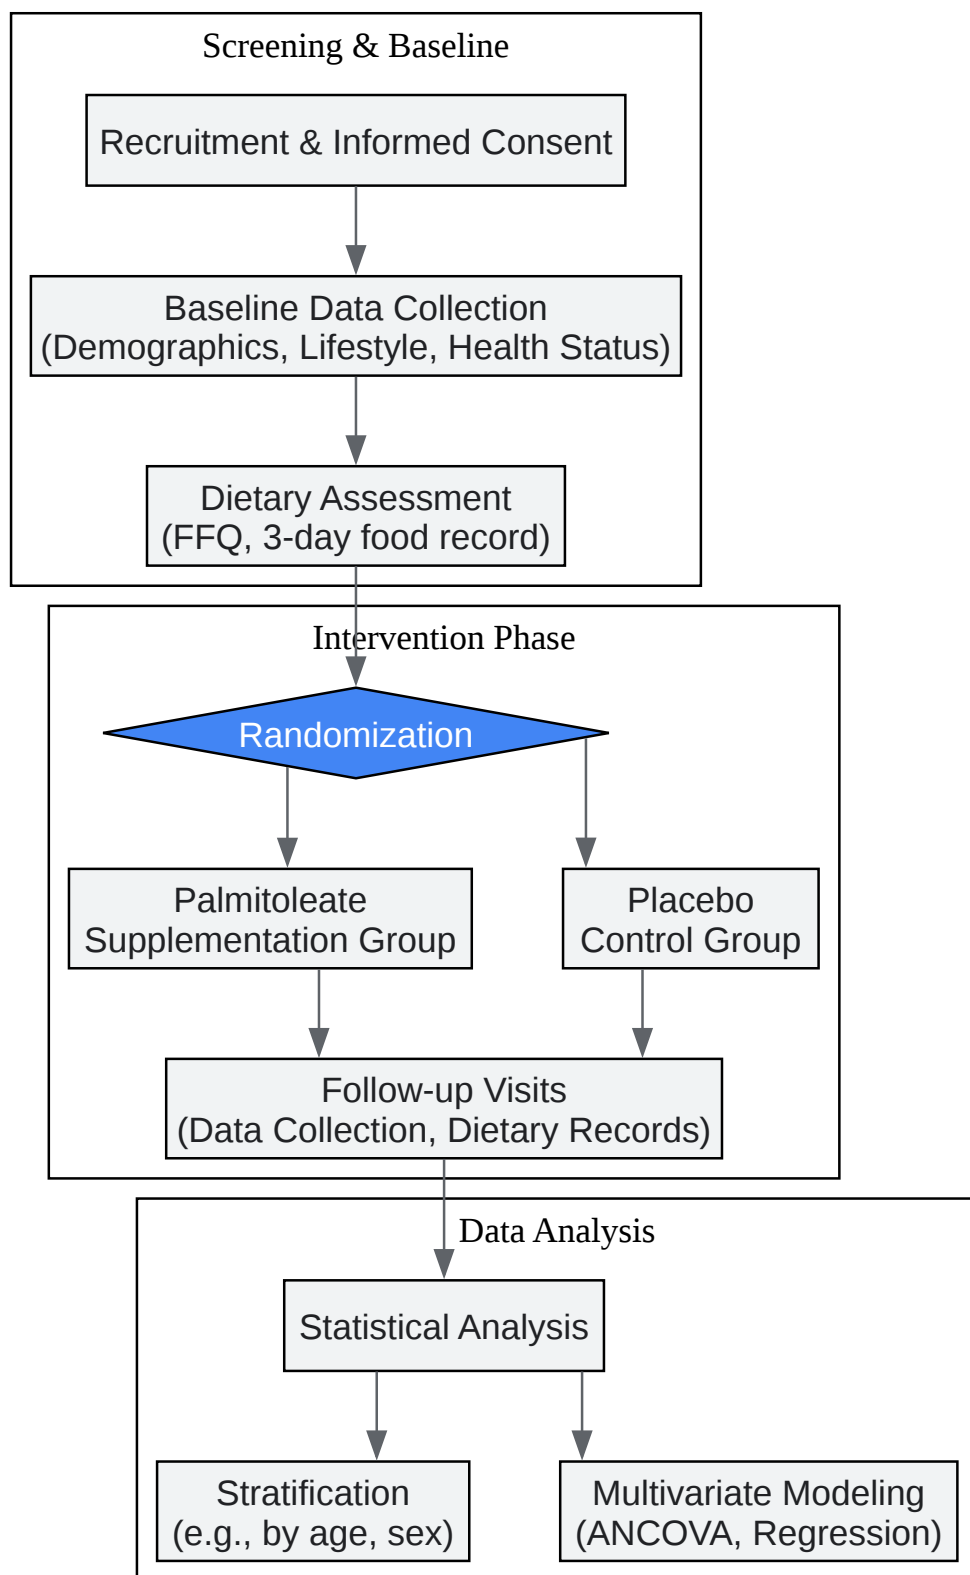 Screening & Baseline
Recruitment & Informed Consent
Baseline Data Collection
(Demographics, Lifestyle, Health Status)
Dietary Assessment
(FFQ, 3-day food record)
Intervention Phase
Randomization
Palmitoleate
Supplementation Group
Placebo
Control Group
Follow-up Visits
(Data Collection, Dietary Records)
Data Analysis
Statistical Analysis
Stratification
(e.g., by age, sex)
Multivariate Modeling
(ANCOVA, Regression)